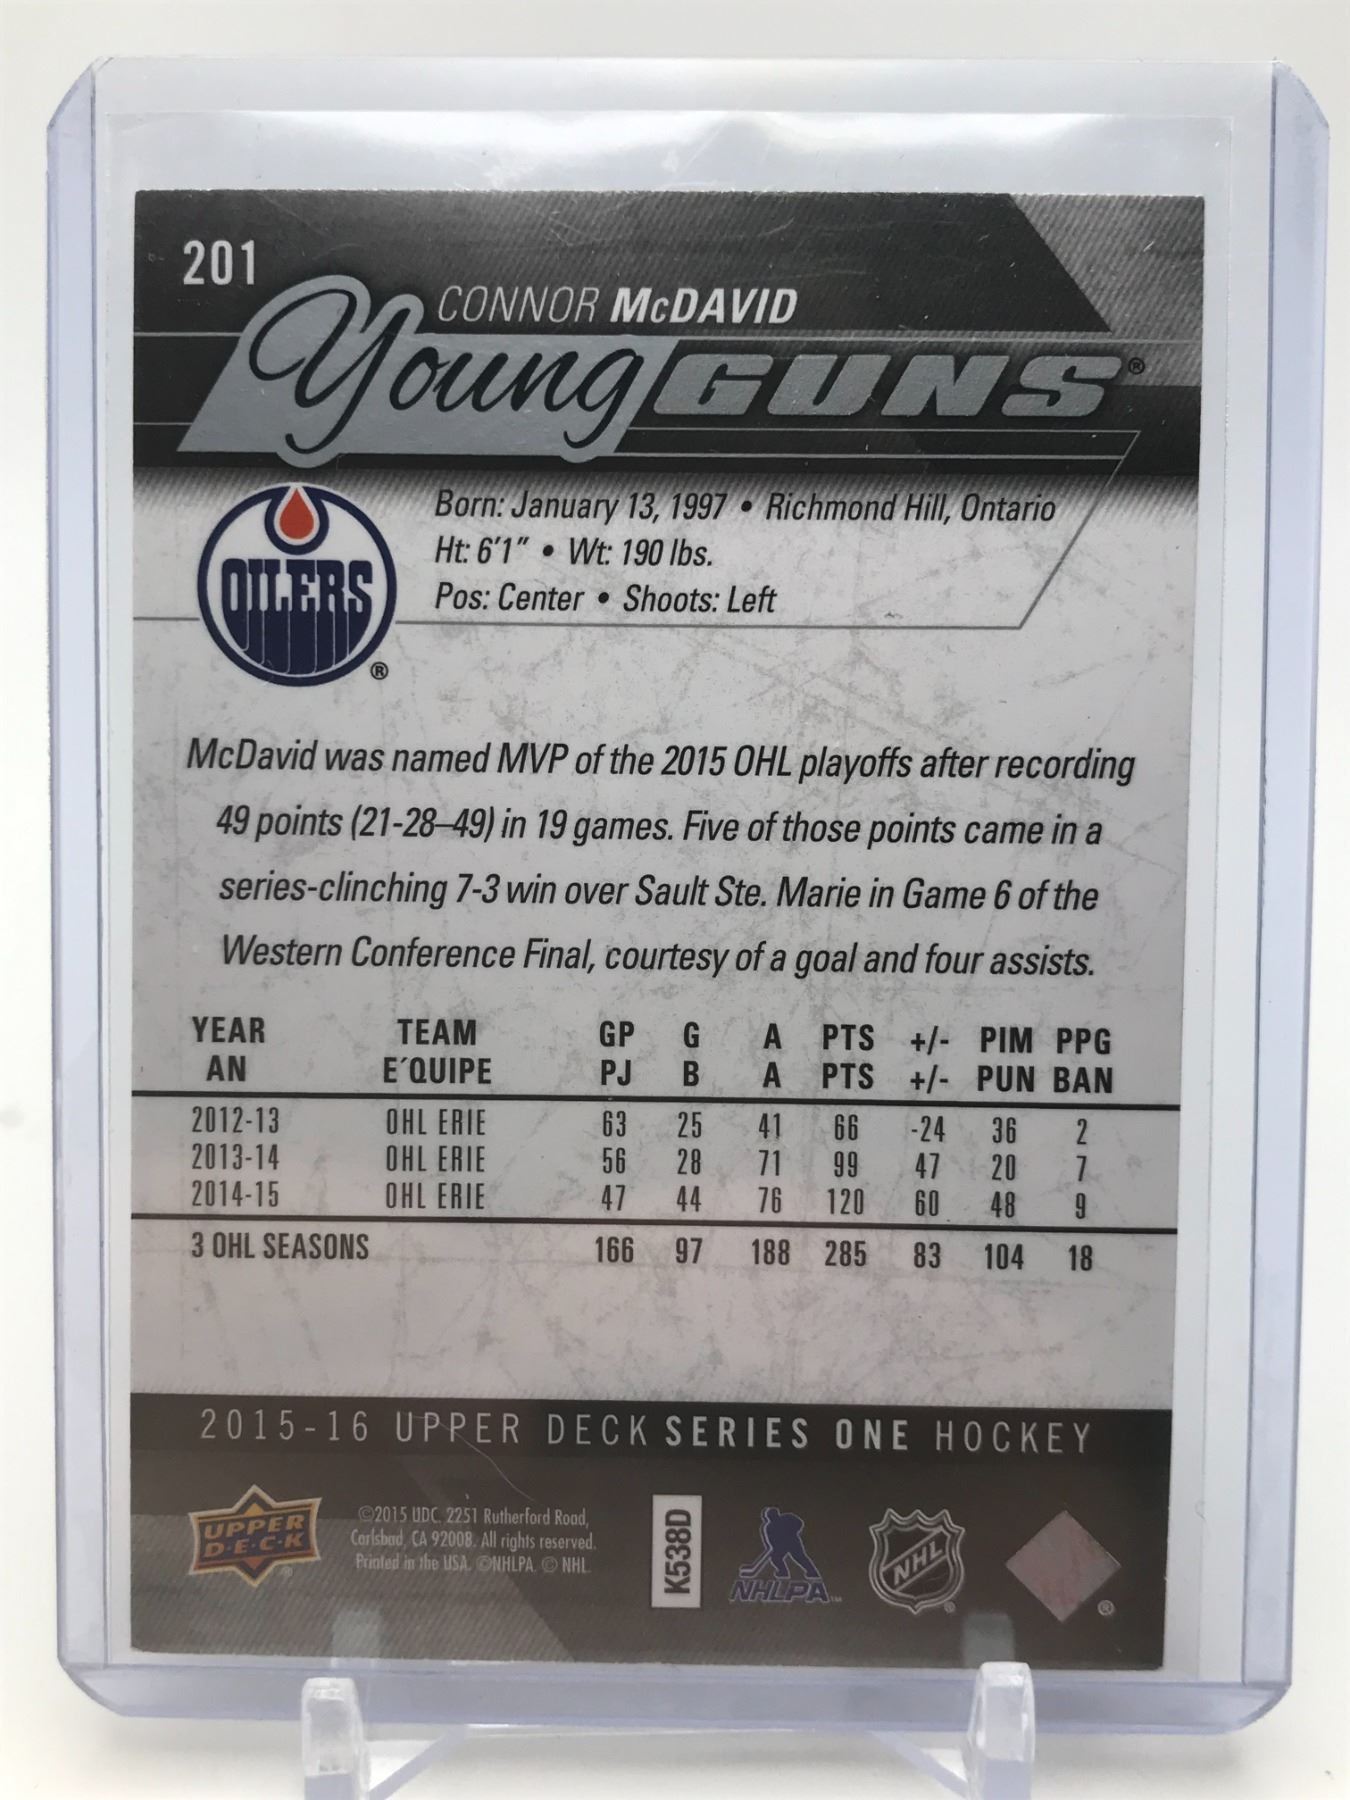 201
CONNOR McDAVID
Young GUNS®
OILERS
®
Born: January 13, 1997 • Richmond Hill, Ontario
Ht: 6'1" • Wt: 190 lbs.
Pos: Center • Shoots: Left
McDavid was named MVP of the 2015 OHL playoffs after recording
49 points (21-28–49) in 19 games. Five of those points came in a
series-clinching 7-3 win over Sault Ste. Marie in Game 6 of the
Western Conference Final, courtesy of a goal and four assists.
YEAR TEAM GP G A PTS +/- PIM PPG
AN E´QUIPE PJ B A PTS +/- PUN BAN
2012-13 OHL ERIE 63 25 41 66 -24 36 2
2013-14 OHL ERIE 56 28 71 99 47 20 7
2014-15 OHL ERIE 47 44 76 120 60 48 9
3 OHL SEASONS 166 97 188 285 83 104 18
2015-16 UPPER DECK SERIES ONE HOCKEY
UPPER
D·E·C·K
®
©2015 UDC. 2251 Rutherford Road,
Carlsbad, CA 92008. All rights reserved.
Printed in the USA. ©NHLPA. © NHL.
K538D
NHLPA™
NHL
®
®